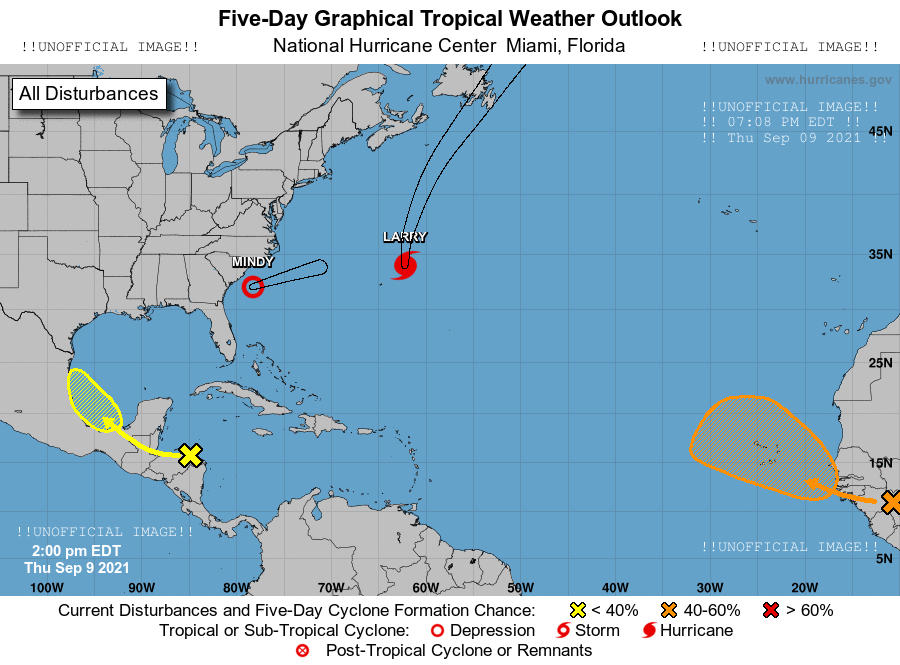 Five-Day Graphical Tropical Weather Outlook
!!UNOFFICIAL IMAGE!!
National Hurricane Center Miami, Florida
!!UNOFFICIAL IMAGE!!
All Disturbances
www.hurricanes.gov
!!UNOFFICIAL IMAGE!!
!! 07:08 PM EDT !!
!! Thu Sep 09 2021 !!
45N
LARRY
MINDY
35N
25N
15N
!!UNOFFICIAL IMAGE!!
2:00 pm EDT
Thu Sep 9 2021
!!UNOFFICIAL IMAGE!!
5N
100W 90W 80W 70W 60W 50W 40W 30W 20W
Current Disturbances and Five-Day Cyclone Formation Chance: < 40% 40-60% > 60%
Tropical or Sub-Tropical Cyclone: Depression Storm Hurricane
Post-Tropical Cyclone or Remnants